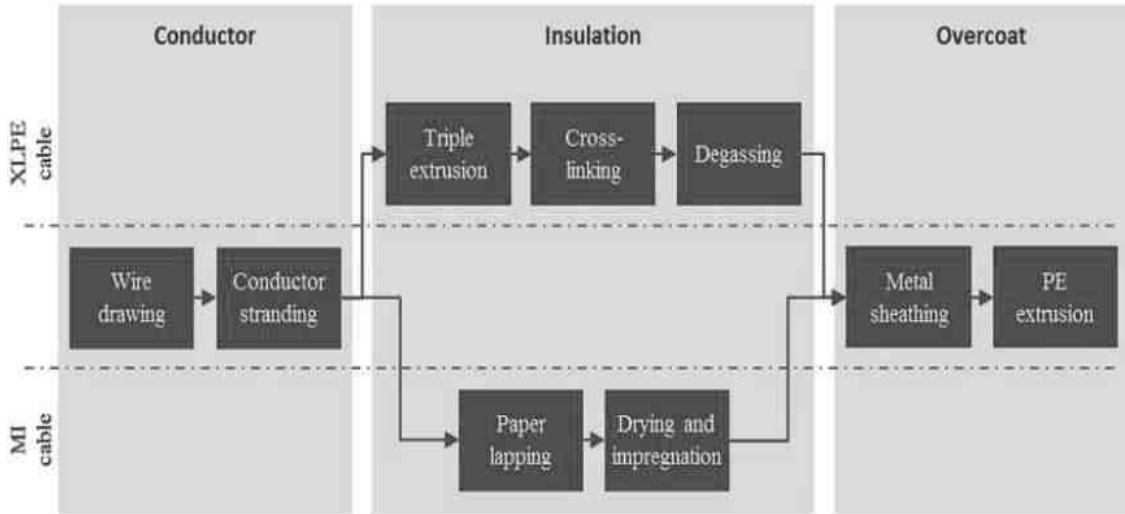 Conductor
Insulation
Overcoat
XLPE
cable
Triple
extrusion
Cross-
linking
Degassing
Wire
drawing
Conductor
stranding
Metal
sheathing
PE
extrusion
MI
cable
Paper
lapping
Drying and
impregnation